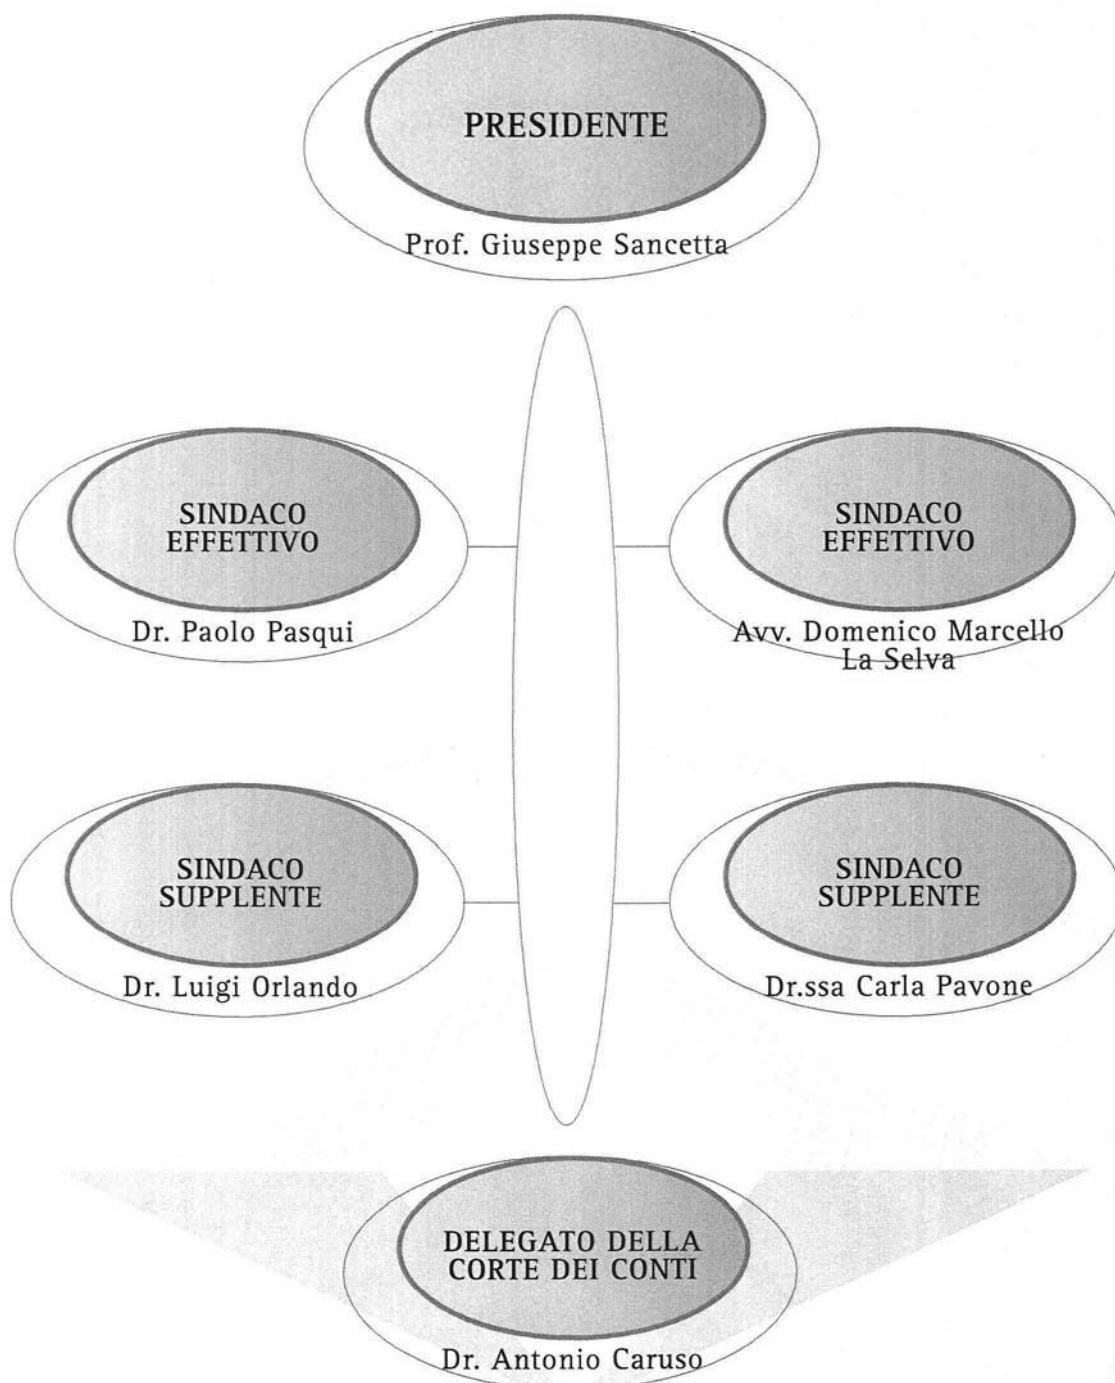 PRESIDENTE
Prof. Giuseppe Sancetta
SINDACO
EFFETTIVO
Dr. Paolo Pasqui
SINDACO
EFFETTIVO
Avv. Domenico Marcello
La Selva
SINDACO
SUPPLENTE
Dr. Luigi Orlando
SINDACO
SUPPLENTE
Dr.ssa Carla Pavone
DELEGATO DELLA
CORTE DEI CONTI
Dr. Antonio Caruso